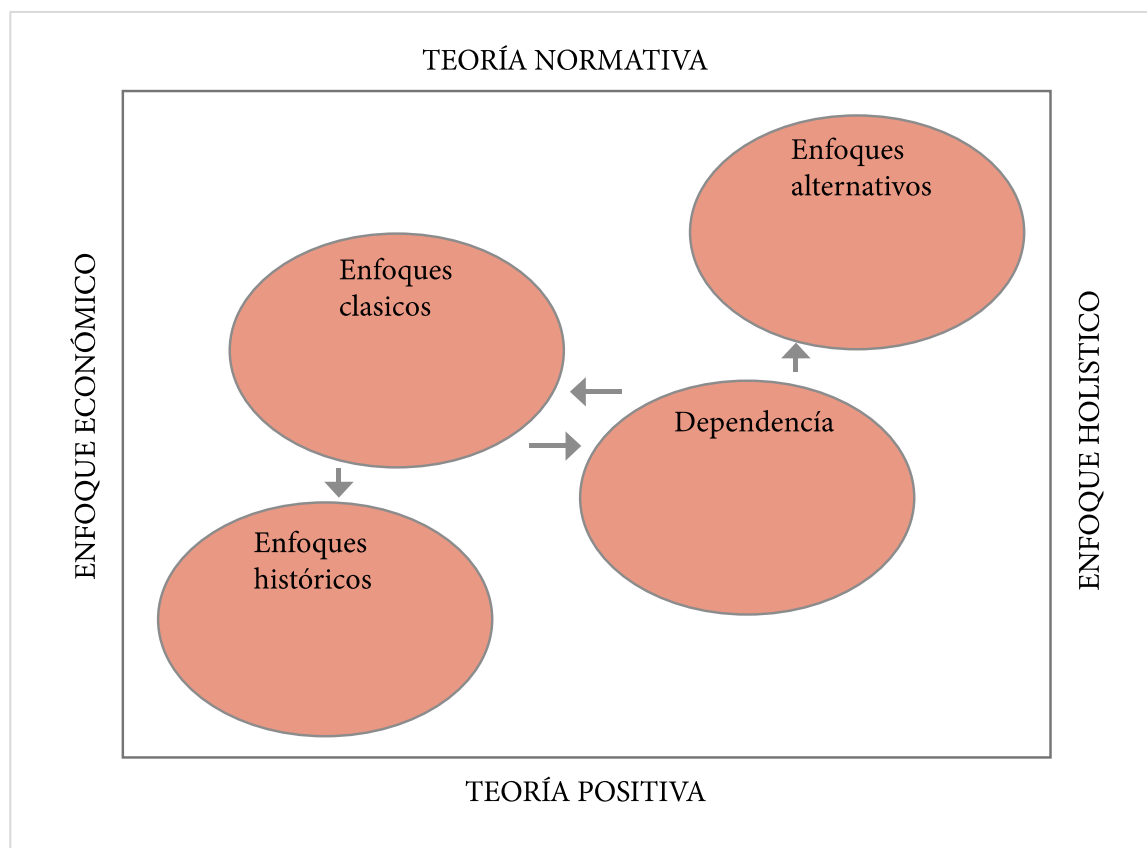 TEORÍA NORMATIVA
Enfoques
alternativos
Enfoques
clasicos
ENFOQUE ECONÓMICO
ENFOQUE HOLISTICO
Dependencía
Enfoques
históricos
TEORÍA POSITIVA